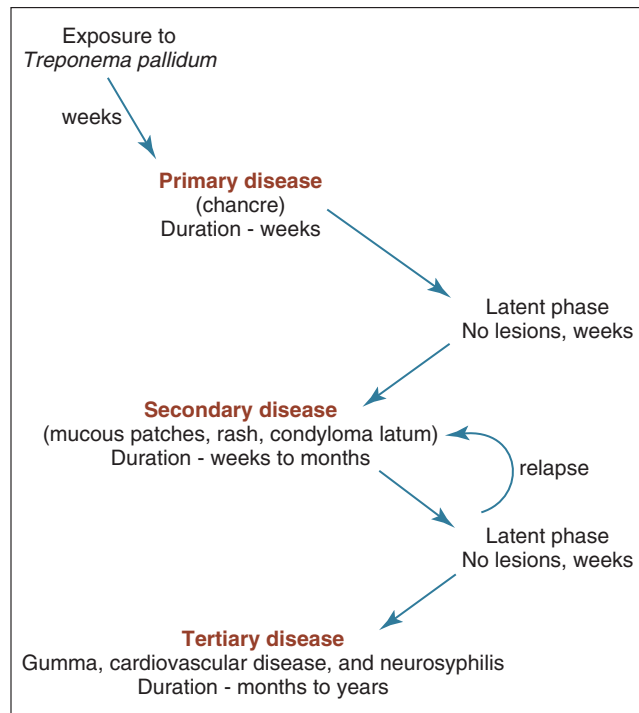 Exposure to
Treponema pallidum
weeks
Primary disease
(chancre)
Duration - weeks
Latent phase
No lesions, weeks
Secondary disease
(mucous patches, rash, condyloma latum)
Duration - weeks to months
relapse
Latent phase
No lesions, weeks
Tertiary disease
Gumma, cardiovascular disease, and neurosyphilis
Duration - months to years